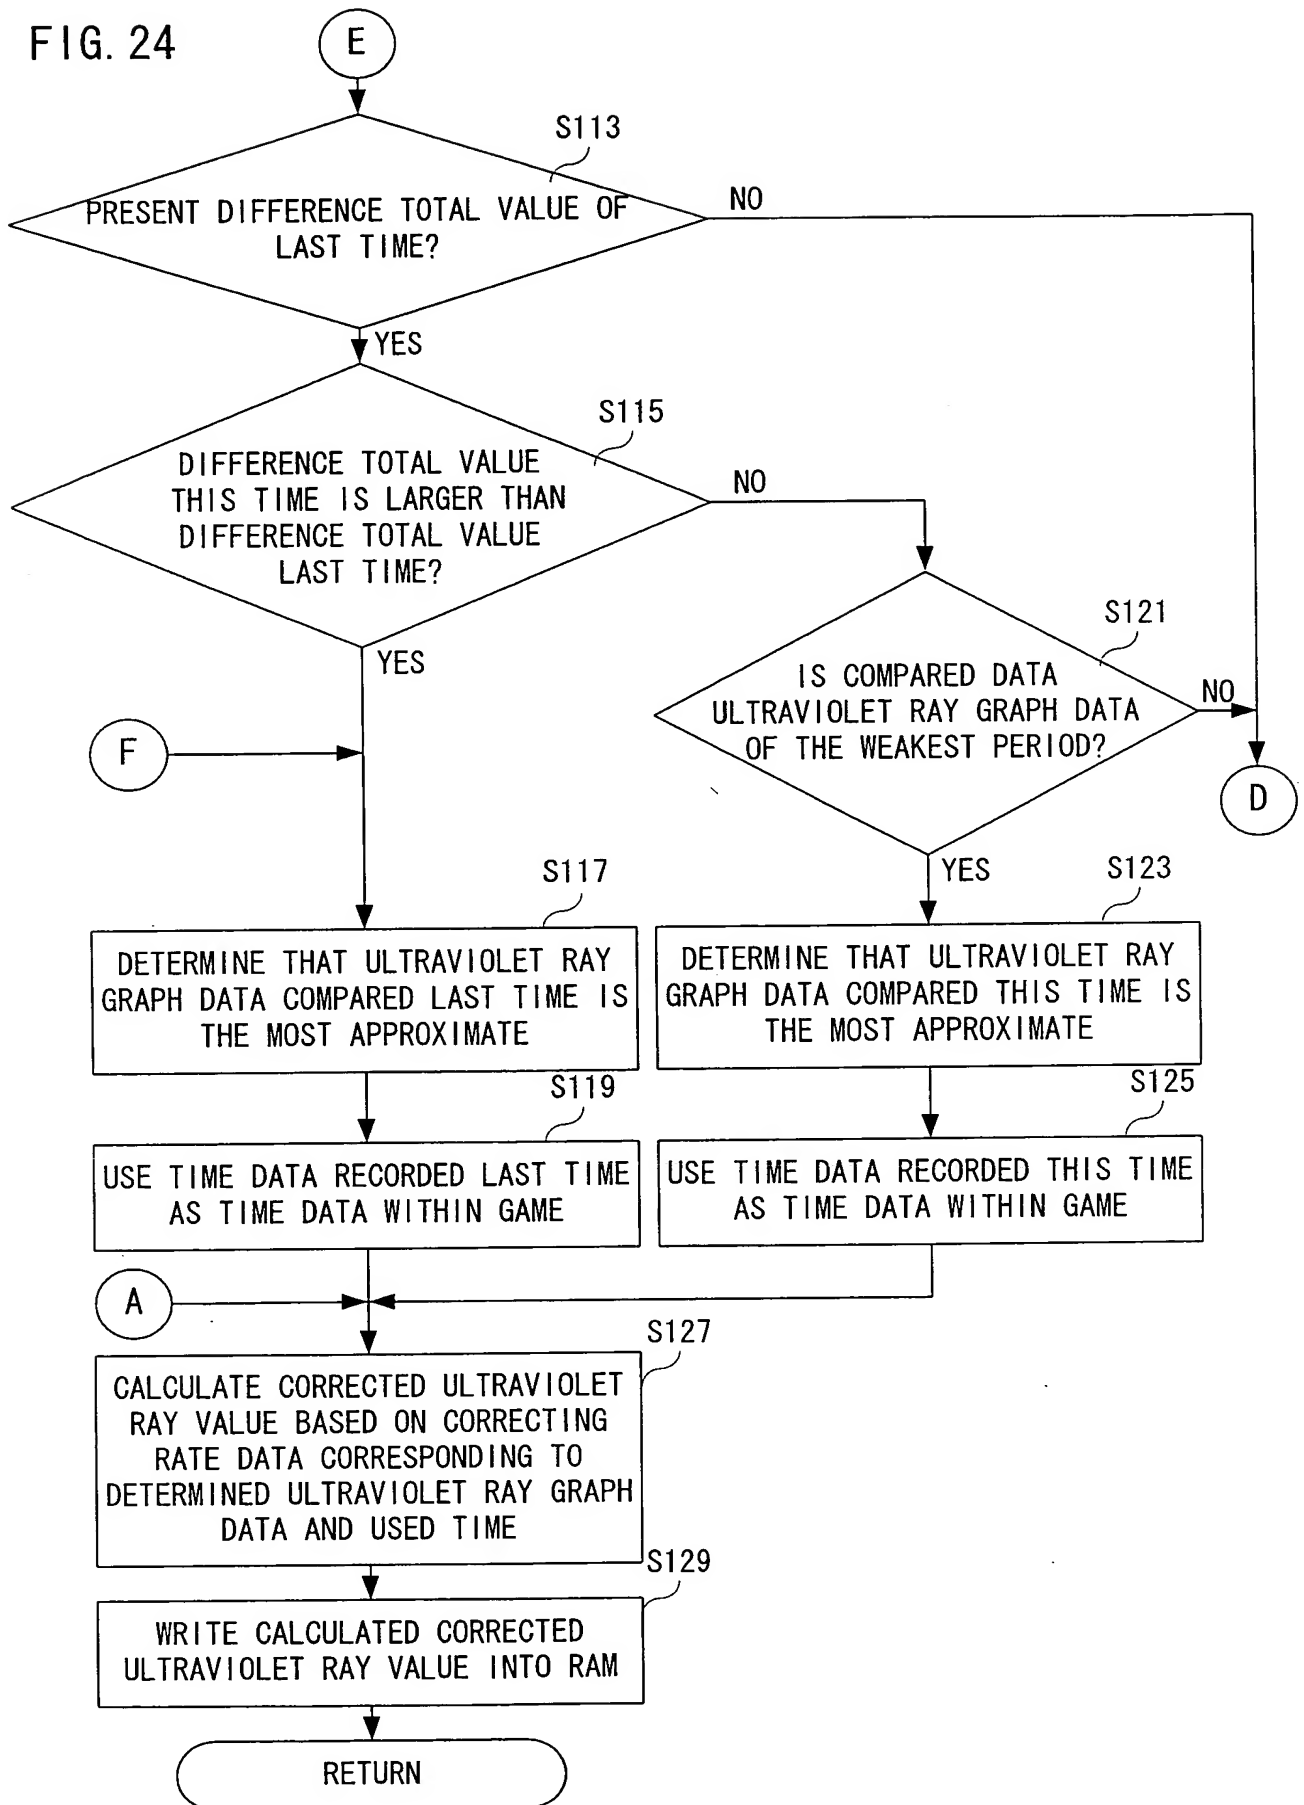 FIG. 24
E
S113
PRESENT DIFFERENCE TOTAL VALUE OF
LAST TIME?
NO
YES
S115
DIFFERENCE TOTAL VALUE
THIS TIME IS LARGER THAN
DIFFERENCE TOTAL VALUE
LAST TIME?
NO
YES
S121
IS COMPARED DATA
ULTRAVIOLET RAY GRAPH DATA
OF THE WEAKEST PERIOD?
NO
YES
F
D
S117
DETERMINE THAT ULTRAVIOLET RAY
GRAPH DATA COMPARED LAST TIME IS
THE MOST APPROXIMATE
S123
DETERMINE THAT ULTRAVIOLET RAY
GRAPH DATA COMPARED THIS TIME IS
THE MOST APPROXIMATE
S119
USE TIME DATA RECORDED LAST TIME
AS TIME DATA WITHIN GAME
S125
USE TIME DATA RECORDED THIS TIME
AS TIME DATA WITHIN GAME
A
S127
CALCULATE CORRECTED ULTRAVIOLET
RAY VALUE BASED ON CORRECTING
RATE DATA CORRESPONDING TO
DETERMINED ULTRAVIOLET RAY GRAPH
DATA AND USED TIME
S129
WRITE CALCULATED CORRECTED
ULTRAVIOLET RAY VALUE INTO RAM
RETURN